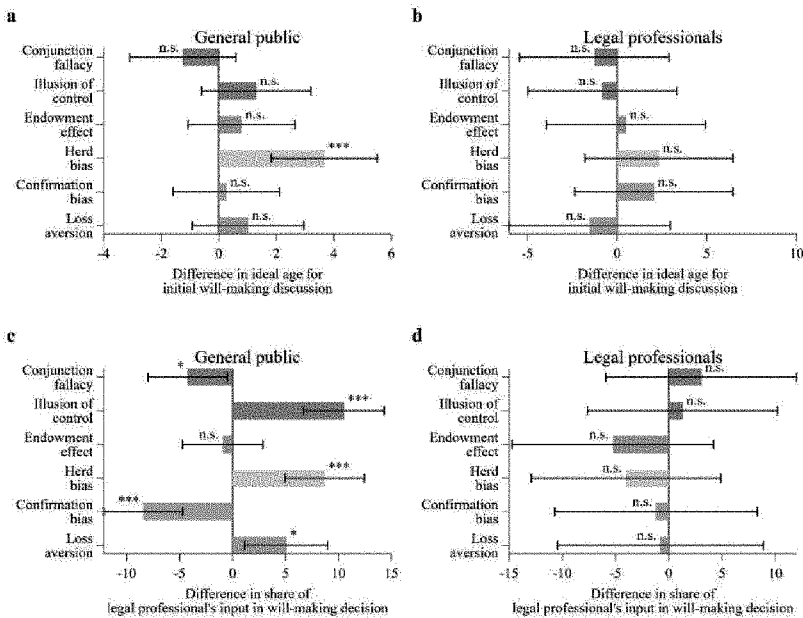 a
General public
Conjunction
fallacy
n.s.
Illusion of
control
n.s.
Endowment
effect
n.s.
Herd
bias
***
Confirmation
bias
n.s.
Loss
aversion
n.s.
-4 -2 0 2 4 6
Difference in ideal age for
initial will-making discussion
b
Legal professionals
Conjunction
fallacy
n.s.
Illusion of
control
n.s.
Endowment
effect
n.s.
Herd
bias
n.s.
Confirmation
bias
n.s.
Loss
aversion
n.s.
-5 0 5 10
Difference in ideal age for
initial will-making discussion
c
General public
Conjunction
fallacy
*
Illusion of
control
***
Endowment
effect
n.s.
Herd
bias
***
Confirmation
bias
***
Loss
aversion
*
-10 -5 0 5 10 15
Difference in share of
legal professional's input in will-making decision
d
Legal professionals
Conjunction
fallacy
n.s.
Illusion of
control
n.s.
Endowment
effect
n.s.
Herd
bias
n.s.
Confirmation
bias
n.s.
Loss
aversion
n.s.
-15 -10 -5 0 5 10
Difference in share of
legal professional's input in will-making decision